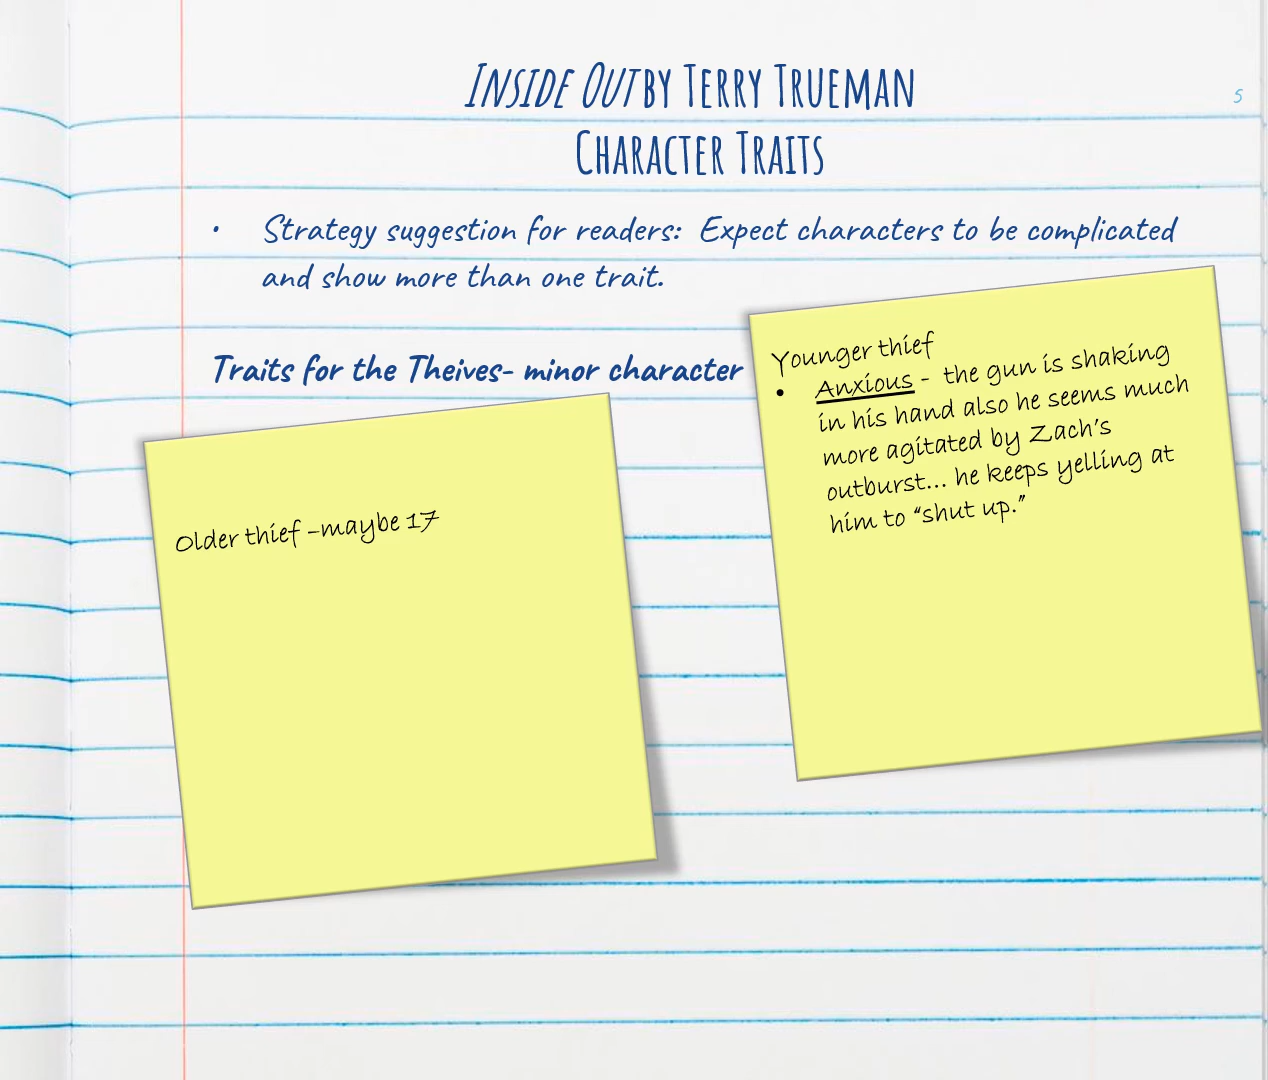 INSIDE OUT BY TERRY TRUEMAN
5
CHARACTER TRAITS
• Strategy suggestion for readers: Expect characters to be complicated
and show more than one trait.
Traits for the Theives- minor character
Younger thief
• Anxious - the gun is shaking
in his hand also he seems much
more agitated by Zach's
outburst... he keeps yelling at
him to “shut up.”
Older thief –maybe 17